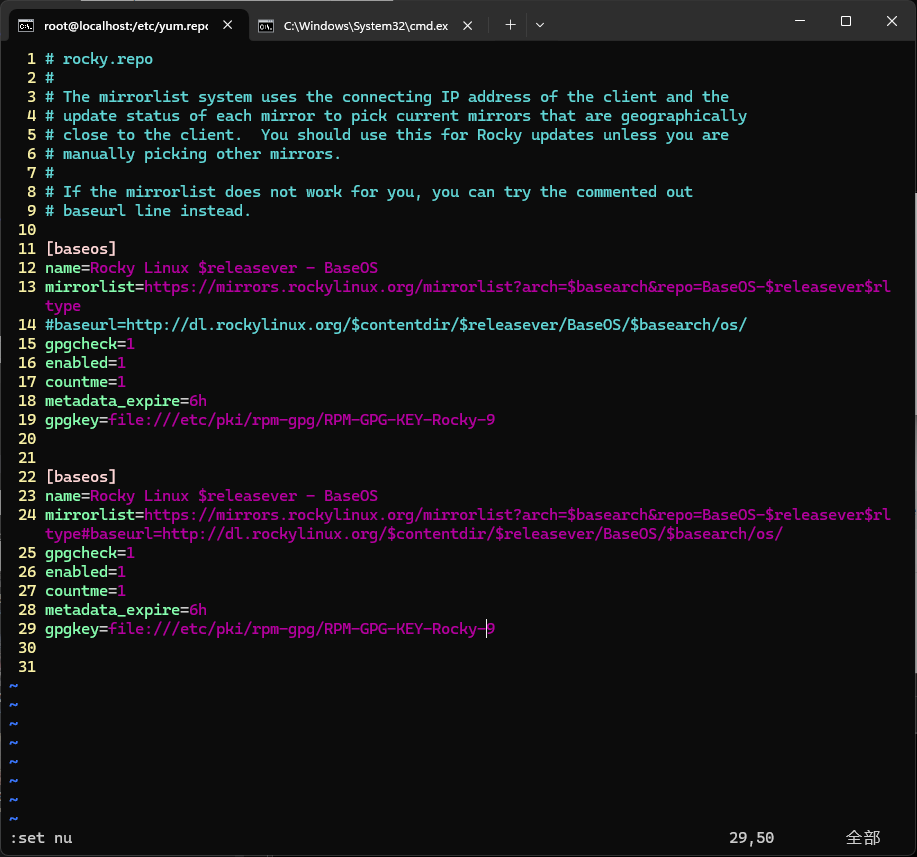 root@localhost:/etc/yum.repo
C:\Windows\System32\cmd.ex
1 # rocky.repo
2 #
3 # The mirrorlist system uses the connecting IP address of the client and the
4 # update status of each mirror to pick current mirrors that are geographically
5 # close to the client.  You should use this for Rocky updates unless you are
6 # manually picking other mirrors.
7 #
8 # If the mirrorlist does not work for you, you can try the commented out
9 # baseurl line instead.
10
11 [baseos]
12 name=Rocky Linux $releasever - BaseOS
13 mirrorlist=https://mirrors.rockylinux.org/mirrorlist?arch=$basearch&repo=BaseOS-$releasever$rl
type
14 #baseurl=http://dl.rockylinux.org/$contentdir/$releasever/BaseOS/$basearch/os/
15 gpgcheck=1
16 enabled=1
17 countme=1
18 metadata_expire=6h
19 gpgkey=file:///etc/pki/rpm-gpg/RPM-GPG-KEY-Rocky-9
20
21
22 [baseos]
23 name=Rocky Linux $releasever - BaseOS
24 mirrorlist=https://mirrors.rockylinux.org/mirrorlist?arch=$basearch&repo=BaseOS-$releasever$rl
type#baseurl=http://dl.rockylinux.org/$contentdir/$releasever/BaseOS/$basearch/os/
25 gpgcheck=1
26 enabled=1
27 countme=1
28 metadata_expire=6h
29 gpgkey=file:///etc/pki/rpm-gpg/RPM-GPG-KEY-Rocky-9
30
31
~
~
~
~
~
~
~
~
:set nu 29,50 全部